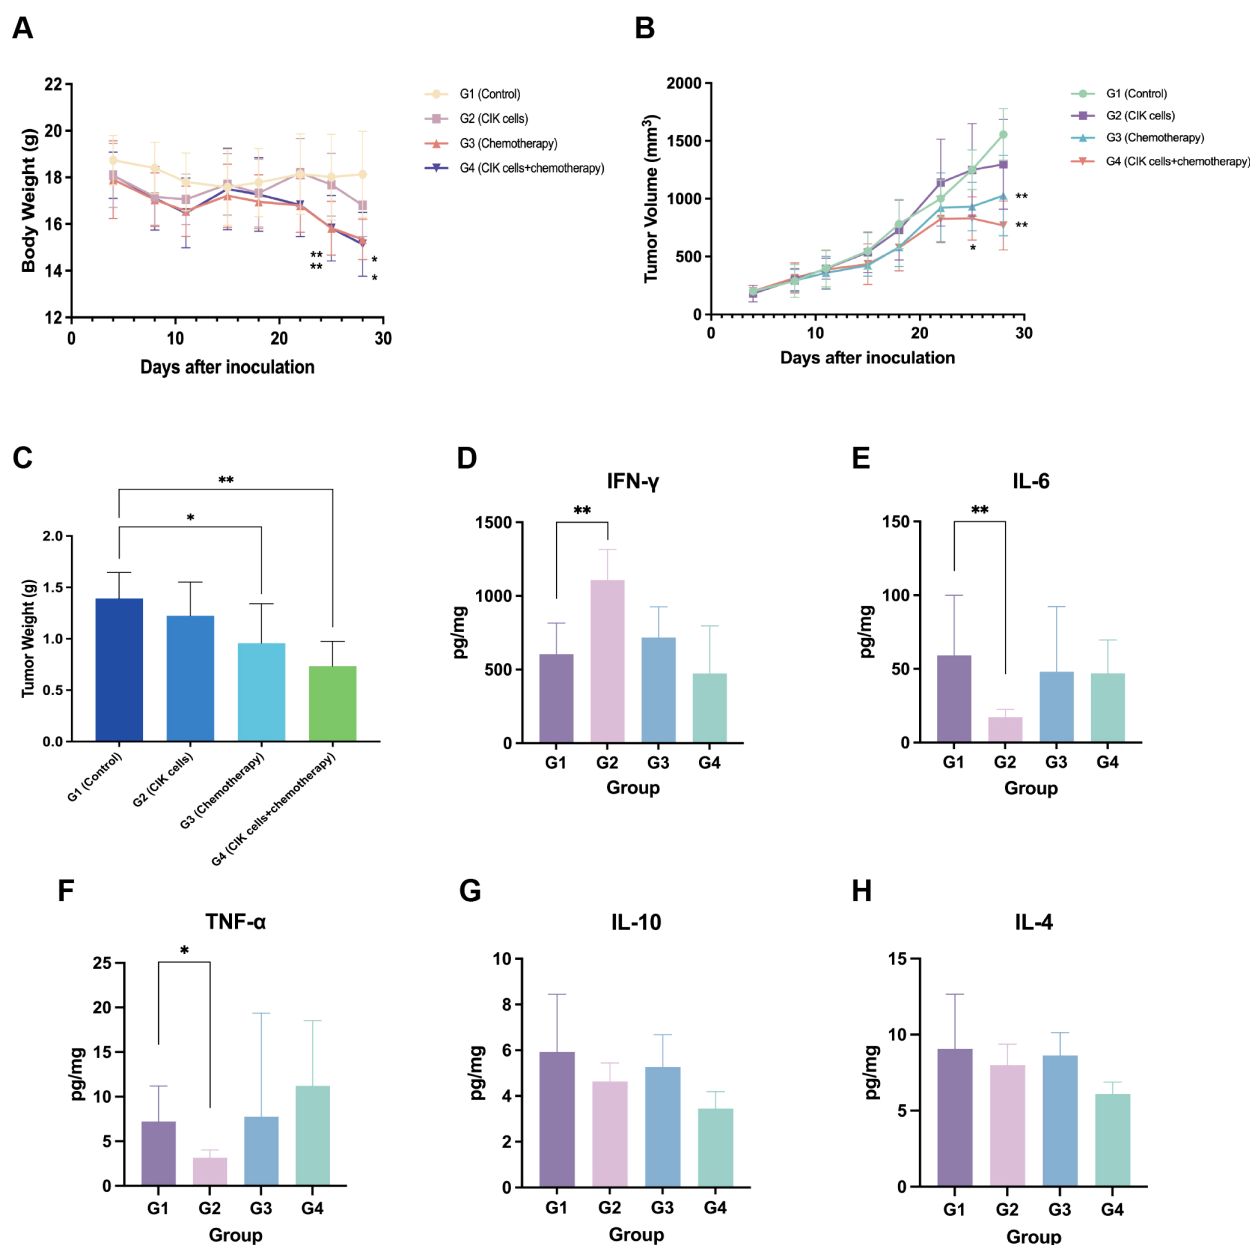 A
Body Weight (g)
22
20
18
16
14
12
0
10
20
30
Days after inoculation
G1 (Control)
G2 (CIK cells)
G3 (Chemotherapy)
G4 (CIK cells+chemotherapy)
**
**
*
*
B
Tumor Volume (mm³)
2000
1500
1000
500
0
0
10
20
30
Days after inoculation
G1 (Control)
G2 (CIK cells)
G3 (Chemotherapy)
G4 (CIK cells+chemotherapy)
**
**
*
C
Tumor Weight (g)
2.0
1.5
1.0
0.5
0.0
**
*
G1 (Control)
G2 (CIK cells)
G3 (Chemotherapy)
G4 (CIK cells+chemotherapy)
D
IFN-γ
pg/mg
1500
1000
500
0
**
G1 G2 G3 G4
Group
E
IL-6
pg/mg
150
100
50
0
**
G1 G2 G3 G4
Group
F
TNF-α
pg/mg
25
20
15
10
5
0
*
G1 G2 G3 G4
Group
G
IL-10
pg/mg
10
8
6
4
2
0
G1 G2 G3 G4
Group
H
IL-4
pg/mg
15
10
5
0
G1 G2 G3 G4
Group